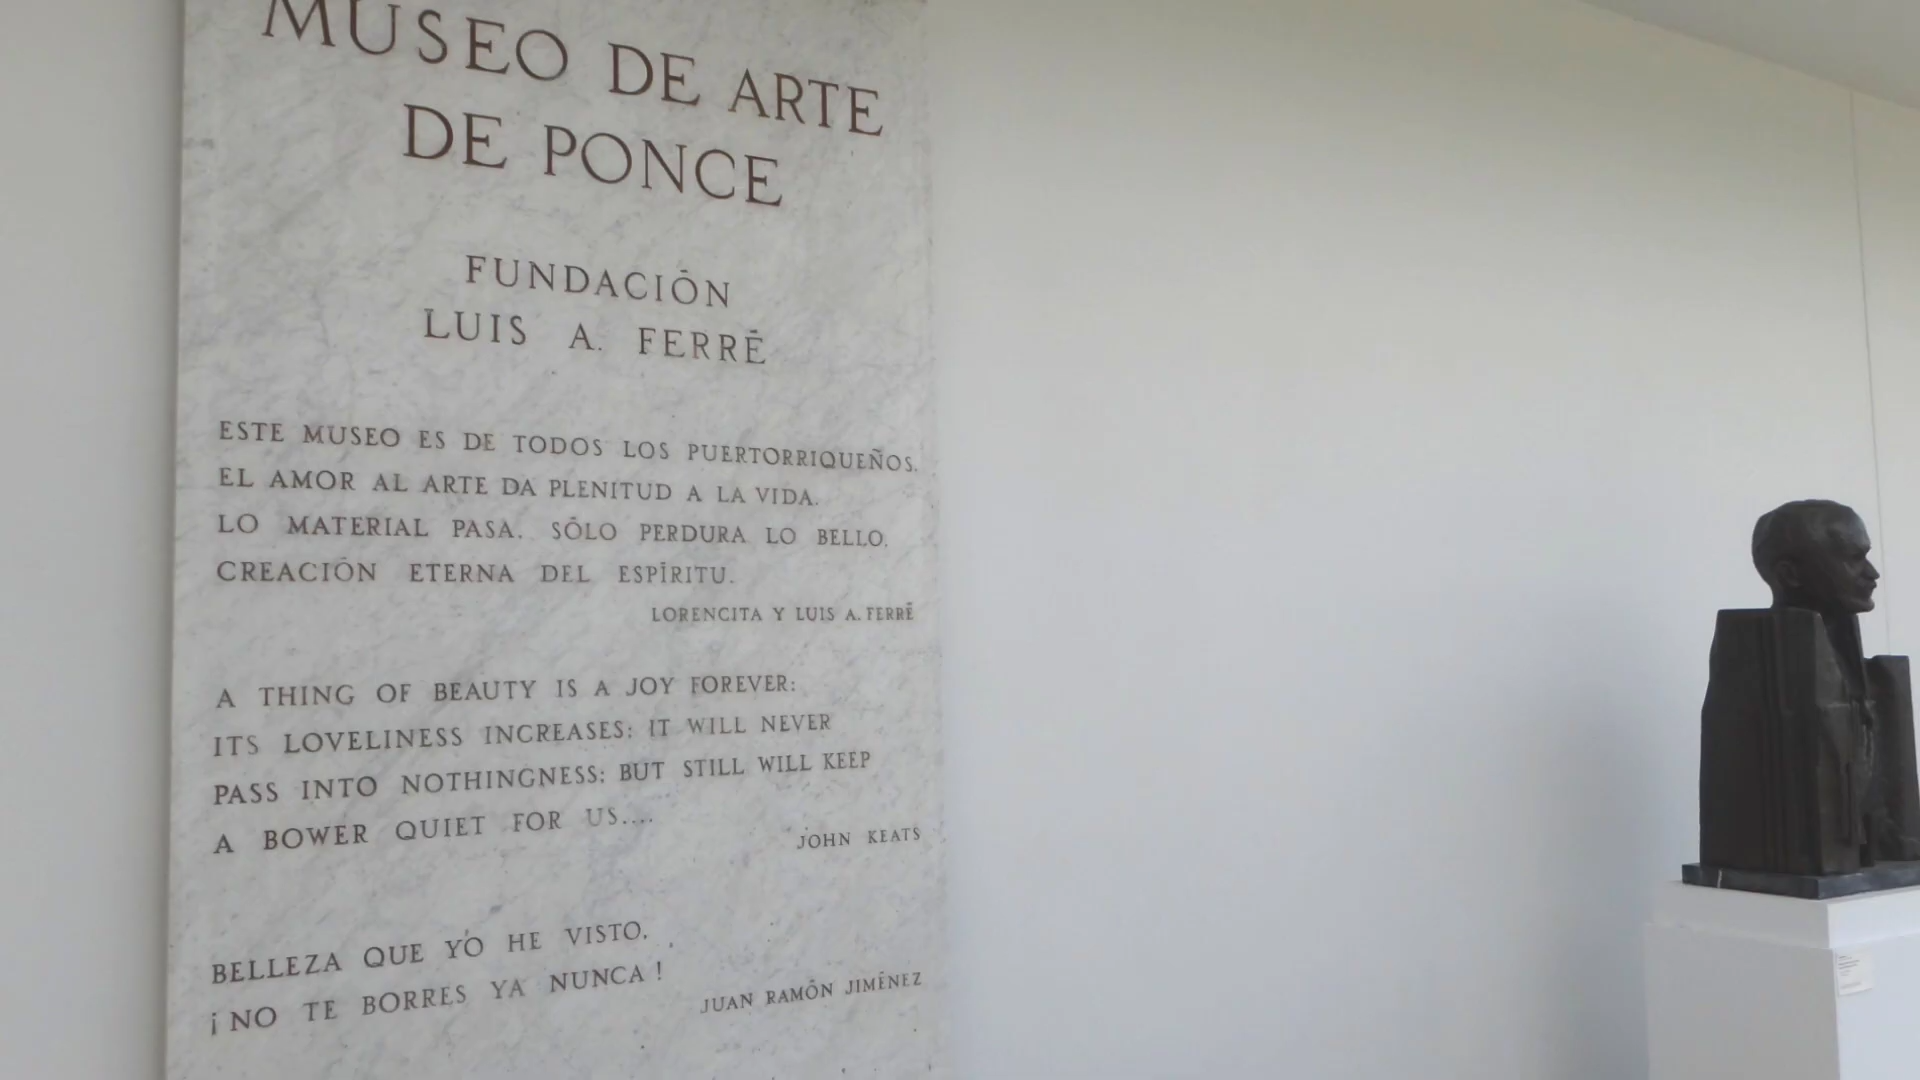 MUSEO DE ARTE
DE PONCE
FUNDACIÓN
LUIS A. FERRÉ
ESTE MUSEO ES DE TODOS LOS PUERTORRIQUEÑOS.
EL AMOR AL ARTE DA PLENITUD A LA VIDA.
LO MATERIAL PASA. SÓLO PERDURA LO BELLO.
CREACIÓN ETERNA DEL ESPÍRITU.
LORENCITA Y LUIS A. FERRÉ
A THING OF BEAUTY IS A JOY FOREVER:
ITS LOVELINESS INCREASES: IT WILL NEVER
PASS INTO NOTHINGNESS: BUT STILL WILL KEEP
A BOWER QUIET FOR US....
JOHN KEATS
BELLEZA QUE YO HE VISTO.
¡NO TE BORRES YA NUNCA!
JUAN RAMÓN JIMÉNEZ